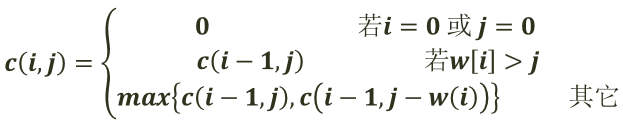 0 若i = 0 或 j = 0
c(i,j) = { c(i − 1,j) 若w[i] > j
max{c(i − 1,j),c(i − 1,j − w(i))} 其它